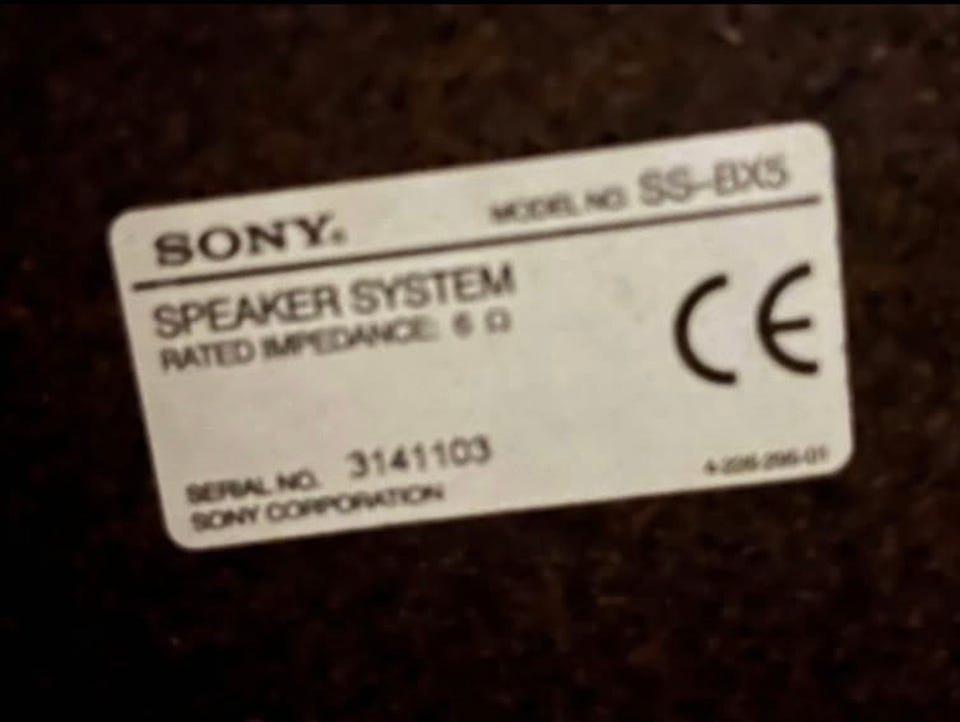 SONY®
MODEL NO. SS-BX5
SPEAKER SYSTEM
RATED IMPEDANCE: 6 Ω
CE
SERIAL NO. 3141103
SONY CORPORATION